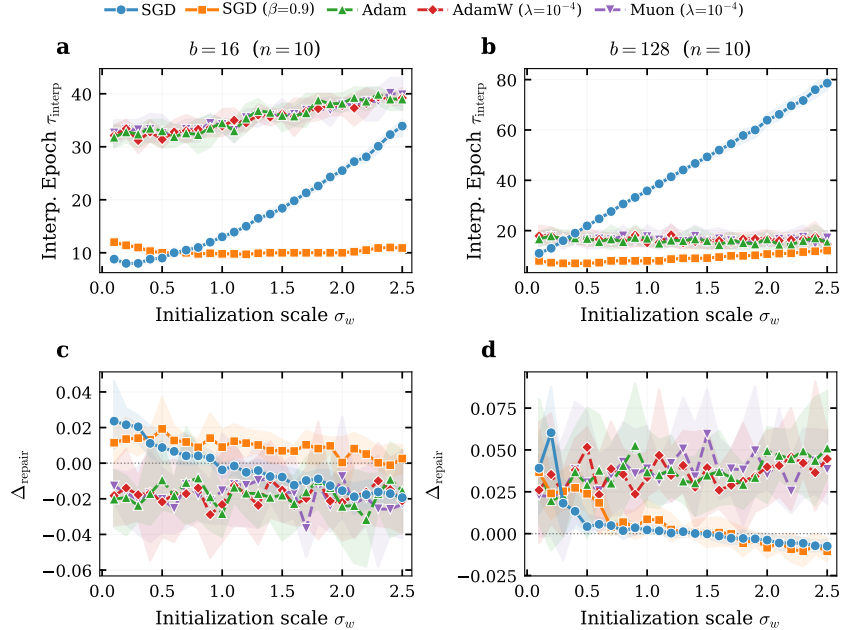 SGD SGD (β=0.9) Adam AdamW (λ=10⁻⁴) Muon (λ=10⁻⁴)
a b = 16 (n = 10)
40
30
20
10
Interp. Epoch τinterp
0.0 0.5 1.0 1.5 2.0 2.5
Initialization scale σw
b b = 128 (n = 10)
80
60
40
20
Interp. Epoch τinterp
0.0 0.5 1.0 1.5 2.0 2.5
Initialization scale σw
c
0.04
0.02
0.00
−0.02
−0.04
−0.06
Δrepair
0.0 0.5 1.0 1.5 2.0 2.5
Initialization scale σw
d
0.075
0.050
0.025
0.000
−0.025
Δrepair
0.0 0.5 1.0 1.5 2.0 2.5
Initialization scale σw